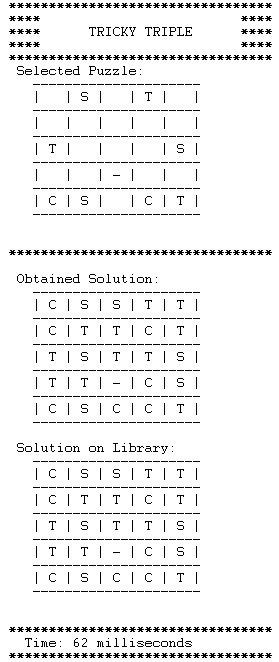 **********************************
****                          ****
****      TRICKY TRIPLE       ****
****                          ****
**********************************
Selected Puzzle:
|   | S |   | T |   |
|   |   |   |   |   |
| T |   |   |   | S |
|   |   | – |   |   |
| C | S |   | C | T |
**********************************
Obtained Solution:
| C | S | S | T | T |
| C | T | T | C | T |
| T | S | T | T | S |
| T | T | – | C | S |
| C | S | C | C | T |
Solution on Library:
| C | S | S | T | T |
| C | T | T | C | T |
| T | S | T | T | S |
| T | T | – | C | S |
| C | S | C | C | T |
**********************************
Time: 62 milliseconds
**********************************